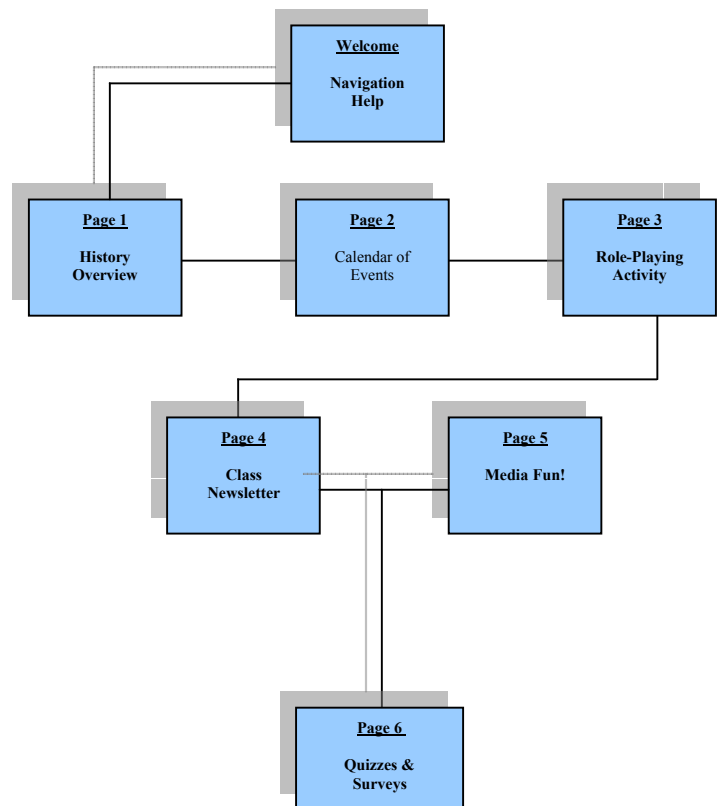 Welcome
Navigation
Help
Page 1
History
Overview
Page 2
Calendar of
Events
Page 3
Role-Playing
Activity
Page 4
Class
Newsletter
Page 5
Media Fun!
Page 6
Quizzes &
Surveys